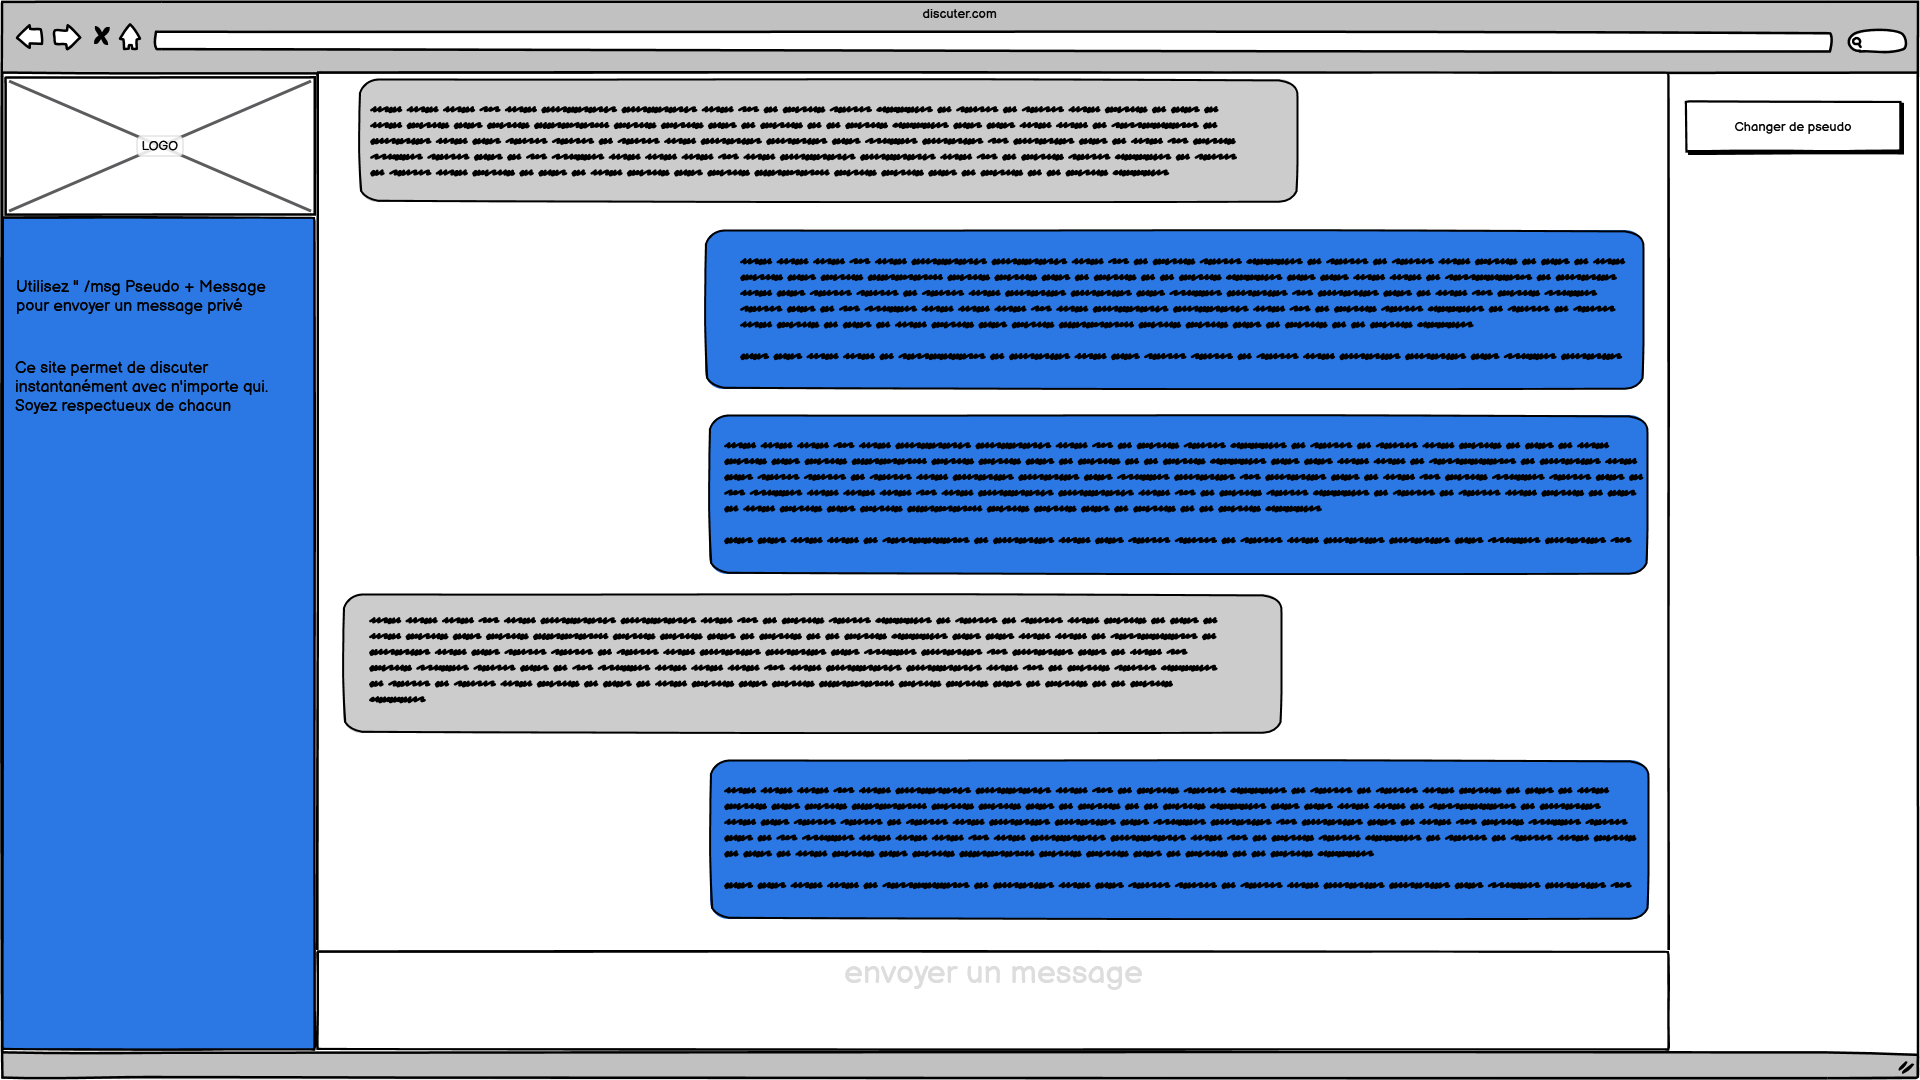 discuter.com
LOGO
Utilisez " /msg Pseudo + Message
pour envoyer un message privé
Ce site permet de discuter
instantanément avec n'importe qui.
Soyez respectueux de chacun
Changer de pseudo
envoyer un message